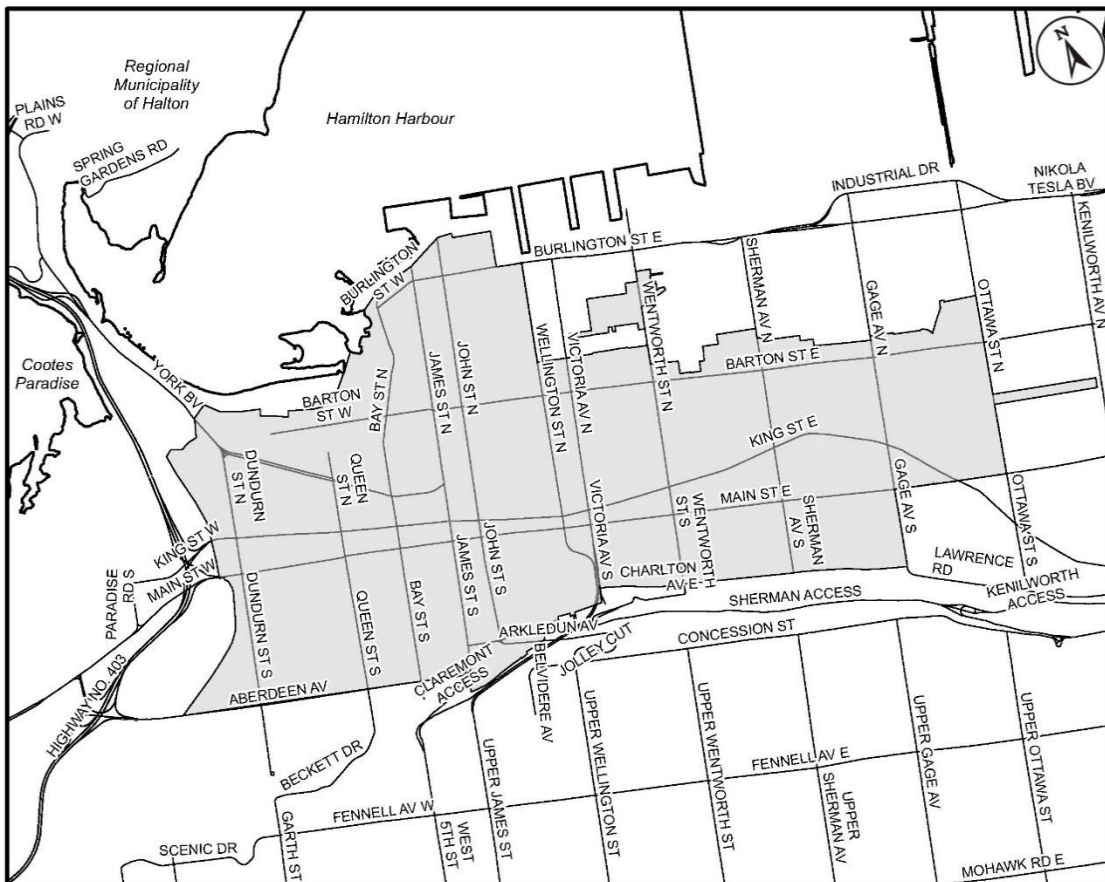 N
Regional
Municipality
of Halton
Hamilton Harbour
PLAINS
RD W
SPRING
GARDENS RD
INDUSTRIAL DR
NIKOLA
TESLA BV
KENILWORTH AV N
BURLINGTON
ST W
BURLINGTON ST E
SHERMAN AV N
GAGE AV N
OTTAWA ST N
WENTWORTH ST N
VICTORIA AV N
WELLINGTON ST N
JOHN ST N
JAMES ST N
BAY ST N
Cootes
Paradise
YORK BV
BARTON
ST W
BARTON ST E
KING ST E
DUNDURN
ST N
QUEEN
ST N
MAIN ST E
KING ST W
MAIN ST W
PARADISE
RD S
VICTORIA AV S
WENTWORTH
ST S
SHERMAN
AV S
GAGE AV S
OTTAWA ST S
JOHN ST S
JAMES ST S
BAY ST S
QUEEN ST S
DUNDURN ST S
CHARLTON
AV E
LAWRENCE
RD
KENILWORTH
ACCESS
SHERMAN ACCESS
ARKLEDUN AV
CONCESSION ST
JOLLEY CUT
BELVIDERE AV
CLAREMONT
ACCESS
ABERDEEN AV
HIGHWAY NO. 403
BECKETT DR
FENNELL AV W
FENNELL AV E
SCENIC DR
GARTH ST
WEST
5TH ST
UPPER JAMES ST
UPPER WELLINGTON ST
UPPER WENTWORTH ST
UPPER
SHERMAN AV
UPPER GAGE AV
UPPER OTTAWA ST
MOHAWK RD E